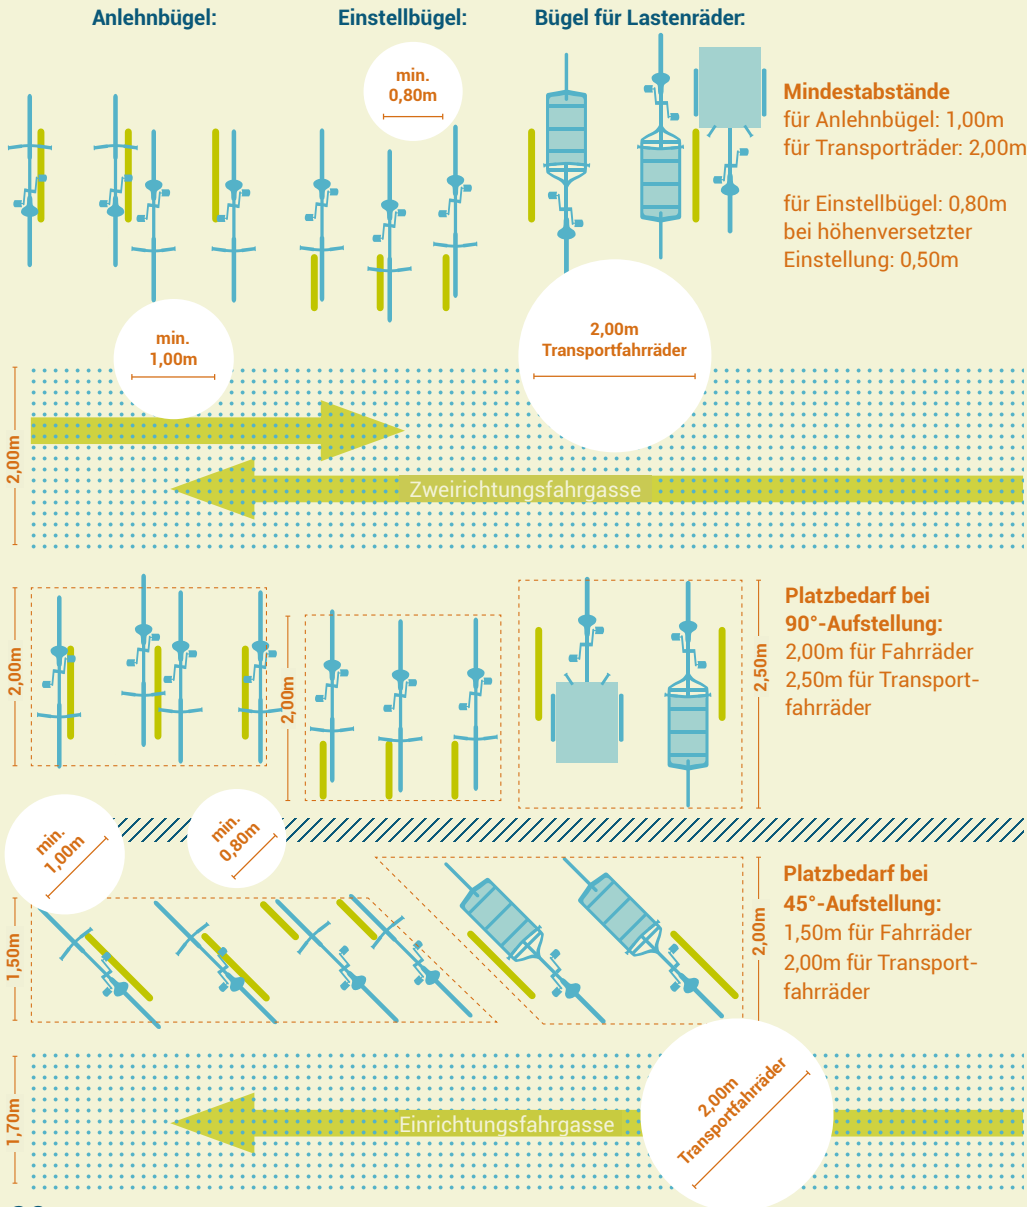 Anlehnbügel:
Einstellbügel:
Bügel für Lastenräder:
min.
0,80m
Mindestabstände
für Anlehnbügel: 1,00m
für Transporträder: 2,00m
für Einstellbügel: 0,80m
bei höhenversetzter
Einstellung: 0,50m
min.
1,00m
2,00m
Transportfahrräder
2,00m
Zweirichtungsfahrgasse
2,00m
2,00m
2,50m
Platzbedarf bei
90°-Aufstellung:
2,00m für Fahrräder
2,50m für Transport-
fahrräder
min.
1,00m
min.
0,80m
1,50m
2,00m
Platzbedarf bei
45°-Aufstellung:
1,50m für Fahrräder
2,00m für Transport-
fahrräder
1,70m
Einrichtungsfahrgasse
2,00m
Transportfahrräder